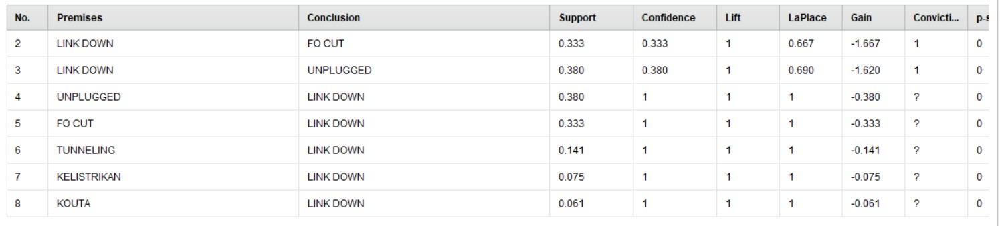 No. Premises Conclusion Support Confidence Lift LaPlace Gain Convicti... p-s
2 LINK DOWN FO CUT 0.333 0.333 1 0.667 -1.667 1 0
3 LINK DOWN UNPLUGGED 0.380 0.380 1 0.690 -1.620 1 0
4 UNPLUGGED LINK DOWN 0.380 1 1 1 -0.380 ? 0
5 FO CUT LINK DOWN 0.333 1 1 1 -0.333 ? 0
6 TUNNELING LINK DOWN 0.141 1 1 1 -0.141 ? 0
7 KELISTRIKAN LINK DOWN 0.075 1 1 1 -0.075 ? 0
8 KOUTA LINK DOWN 0.061 1 1 1 -0.061 ? 0